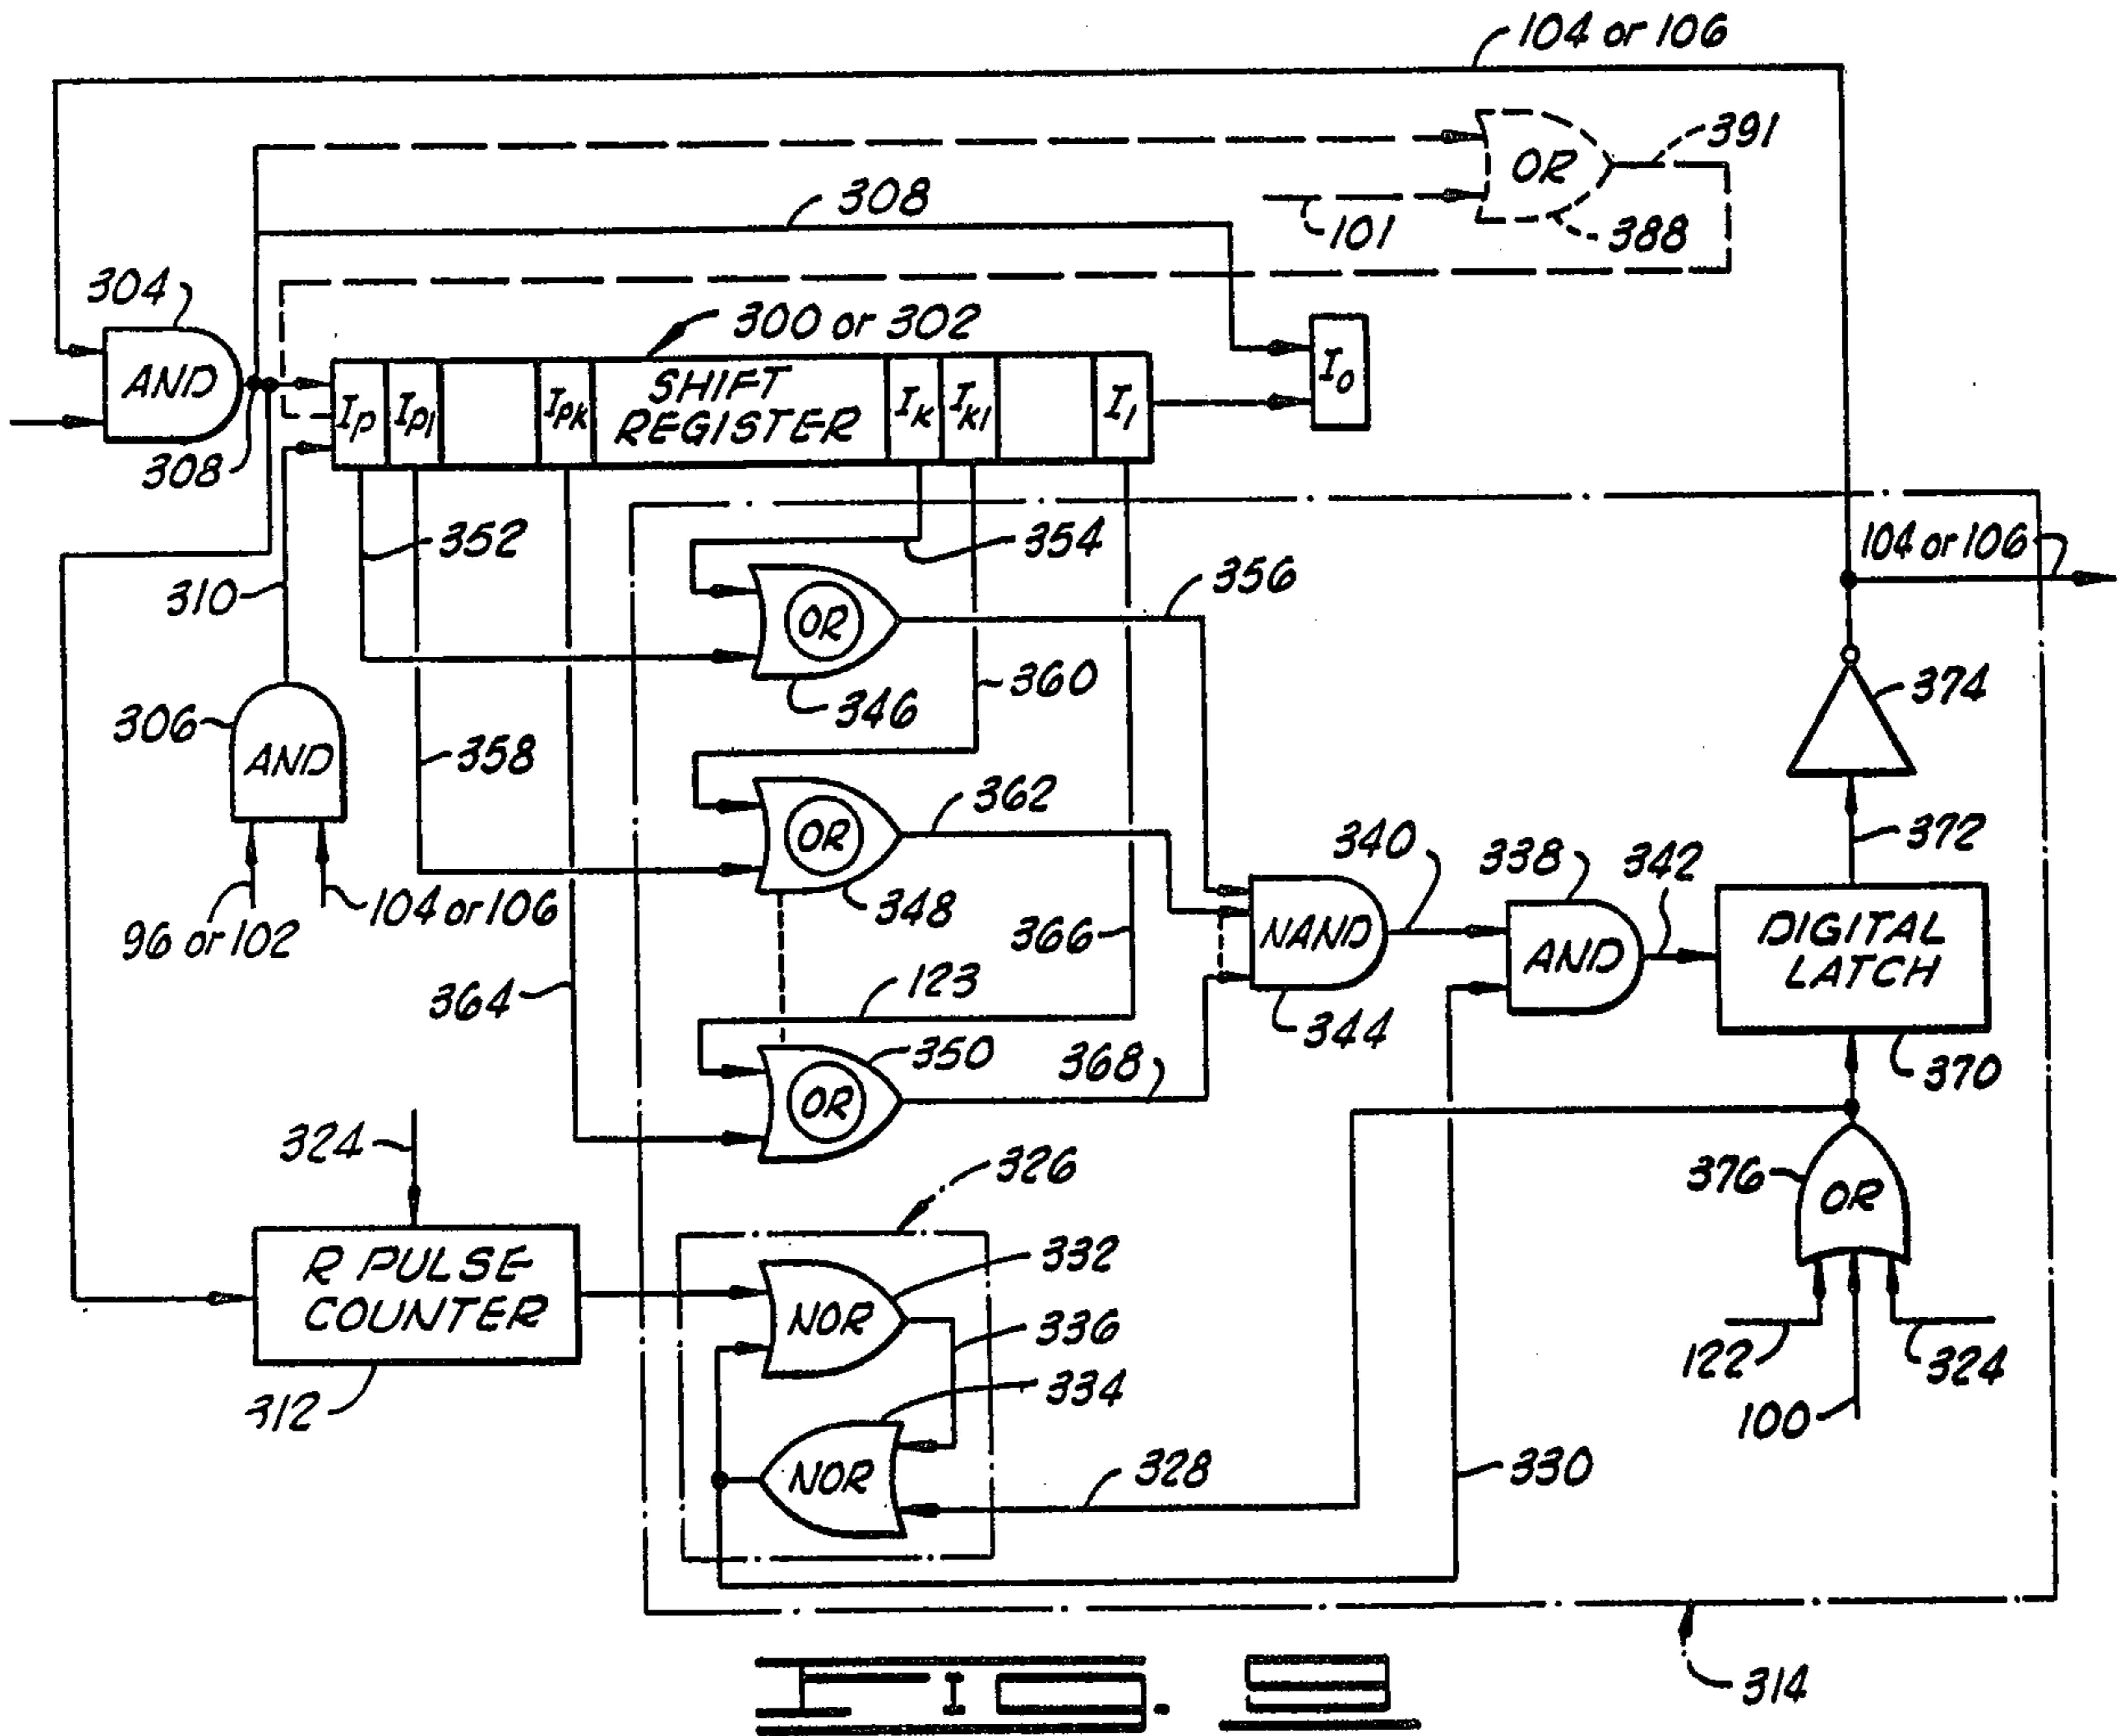 104 or 106
391
OR
308
101
388
304
300 or 302
AND
I0
IP
IP1
IPK
SHIFT
REGISTER
IK
IK1
I1
308
352
354
104 or 106
356
310
OR
360
374
346
306
AND
358
362
340
338
342
372
OR
348
104 or 106
NAND
AND
DIGITAL
LATCH
96 or 102
366
364
123
344
350
368
370
OR
324
326
376
OR
R PULSE
COUNTER
332
NOR
336
122
324
312
334
100
NOR
328
330
314
FIG. 8